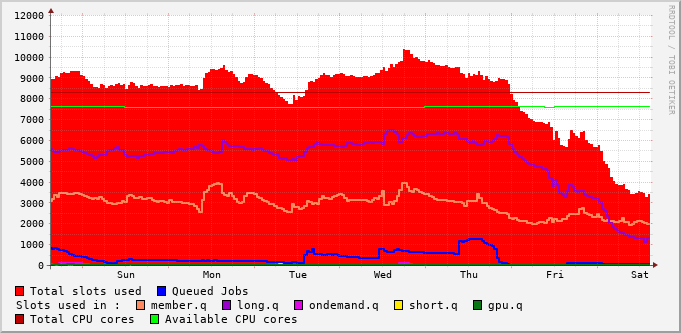 12000
11000
10000
9000
8000
7000
6000
5000
4000
3000
2000
1000
0
Sun Mon Tue Wed Thu Fri Sat
RRDTOOL / TOBI OETIKER
Total slots used Queued Jobs
Slots used in : member.q long.q ondemand.q short.q gpu.q
Total CPU cores Available CPU cores